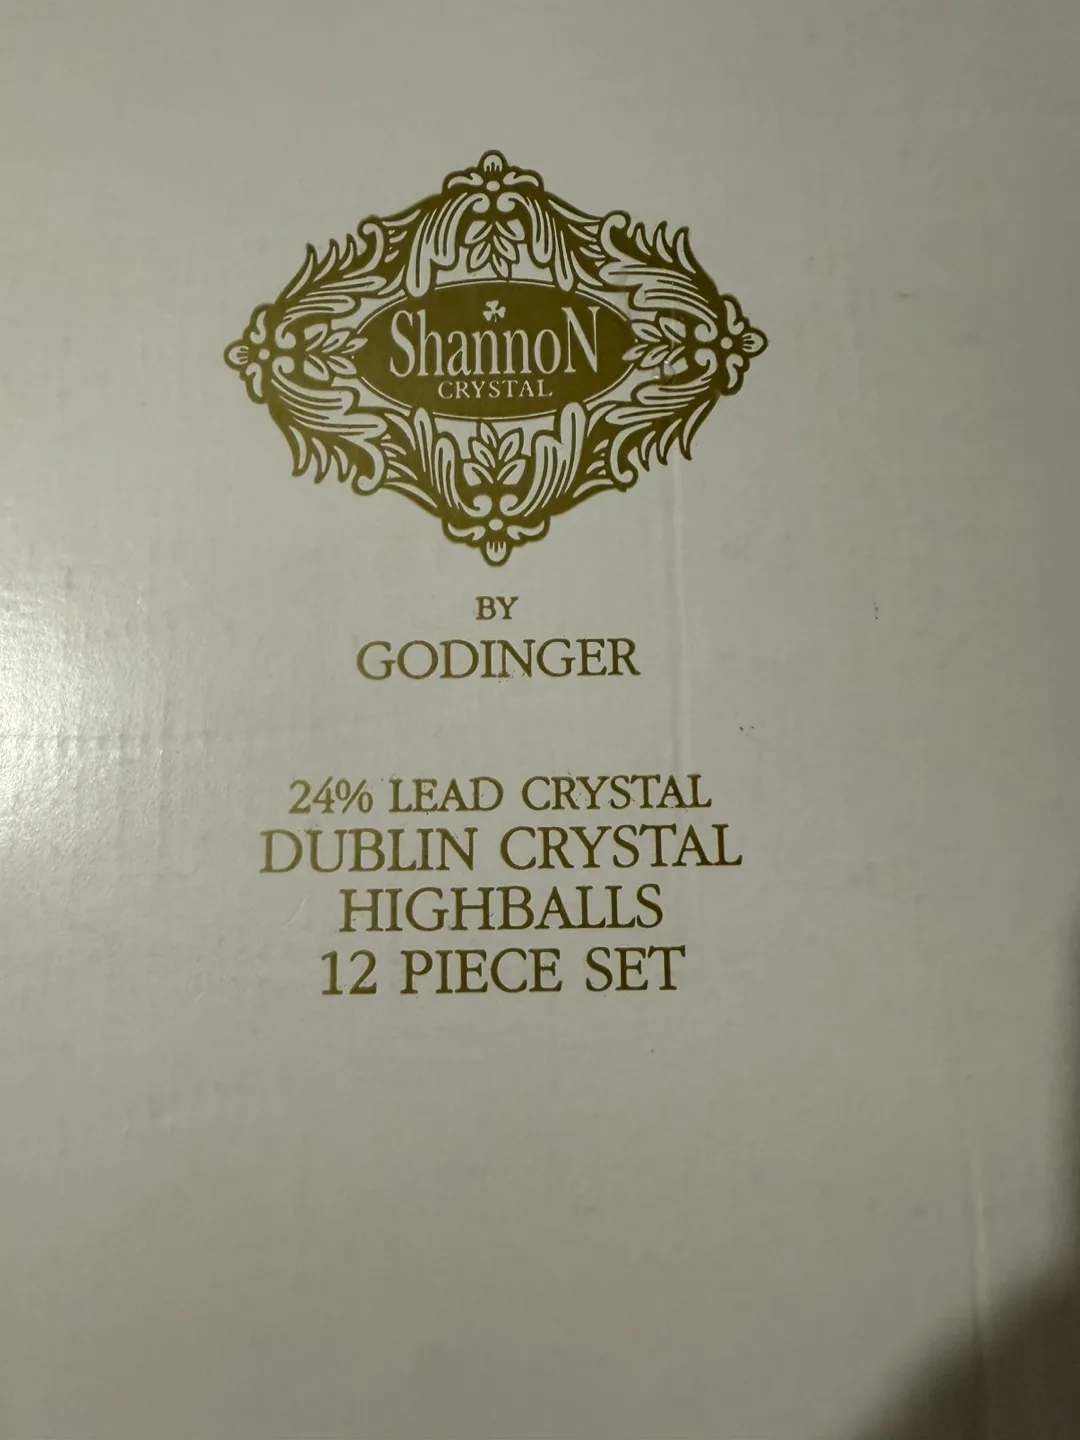 ShannoN
CRYSTAL
BY
GODINGER
24% LEAD CRYSTAL
DUBLIN CRYSTAL
HIGHBALLS
12 PIECE SET